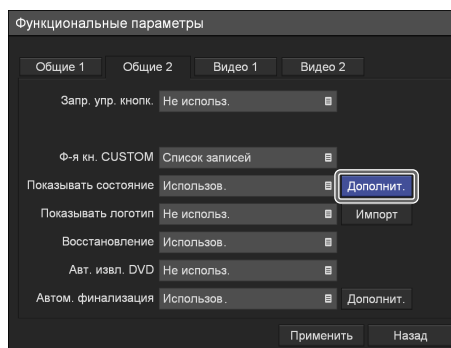 Функциональные параметры
Общие 1 Общие 2 Видео 1 Видео 2
Запр. упр. кнопк. Не использ.
Ф-я кн. CUSTOM Список записей
Показывать состояние Использов. Дополнит.
Показывать логотип Не использ. Импорт
Восстановление Использов.
Авт. извл. DVD Не использ.
Автом. финализация Использов. Дополнит.
Применить Назад